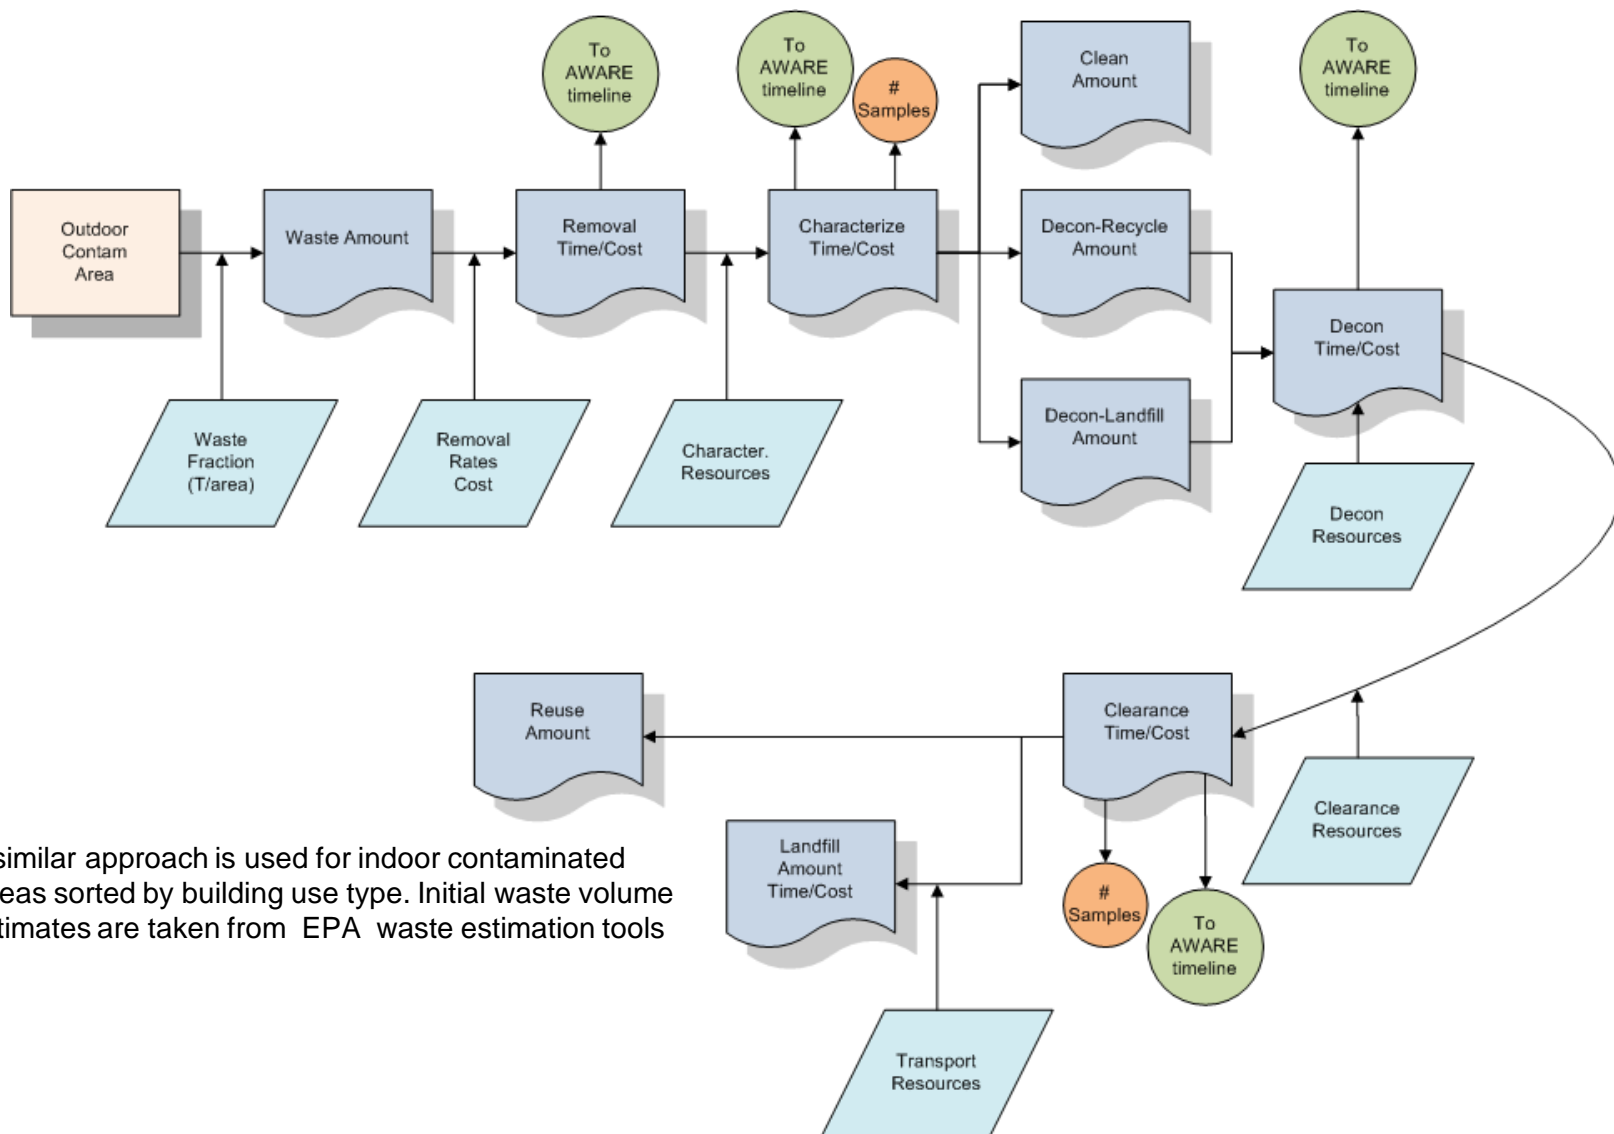 To
AWARE
timeline
To
AWARE
timeline
#
Samples
Clean
Amount
To
AWARE
timeline
Outdoor
Contam
Area
Waste Amount
Removal
Time/Cost
Characterize
Time/Cost
Decon-Recycle
Amount
Decon
Time/Cost
Waste
Fraction
(T/area)
Removal
Rates
Cost
Character.
Resources
Decon-Landfill
Amount
Decon
Resources
Reuse
Amount
Clearance
Time/Cost
Clearance
Resources
similar approach is used for indoor contaminated
eas sorted by building use type. Initial waste volume
timates are taken from EPA waste estimation tools
Landfill
Amount
Time/Cost
#
Samples
To
AWARE
timeline
Transport
Resources